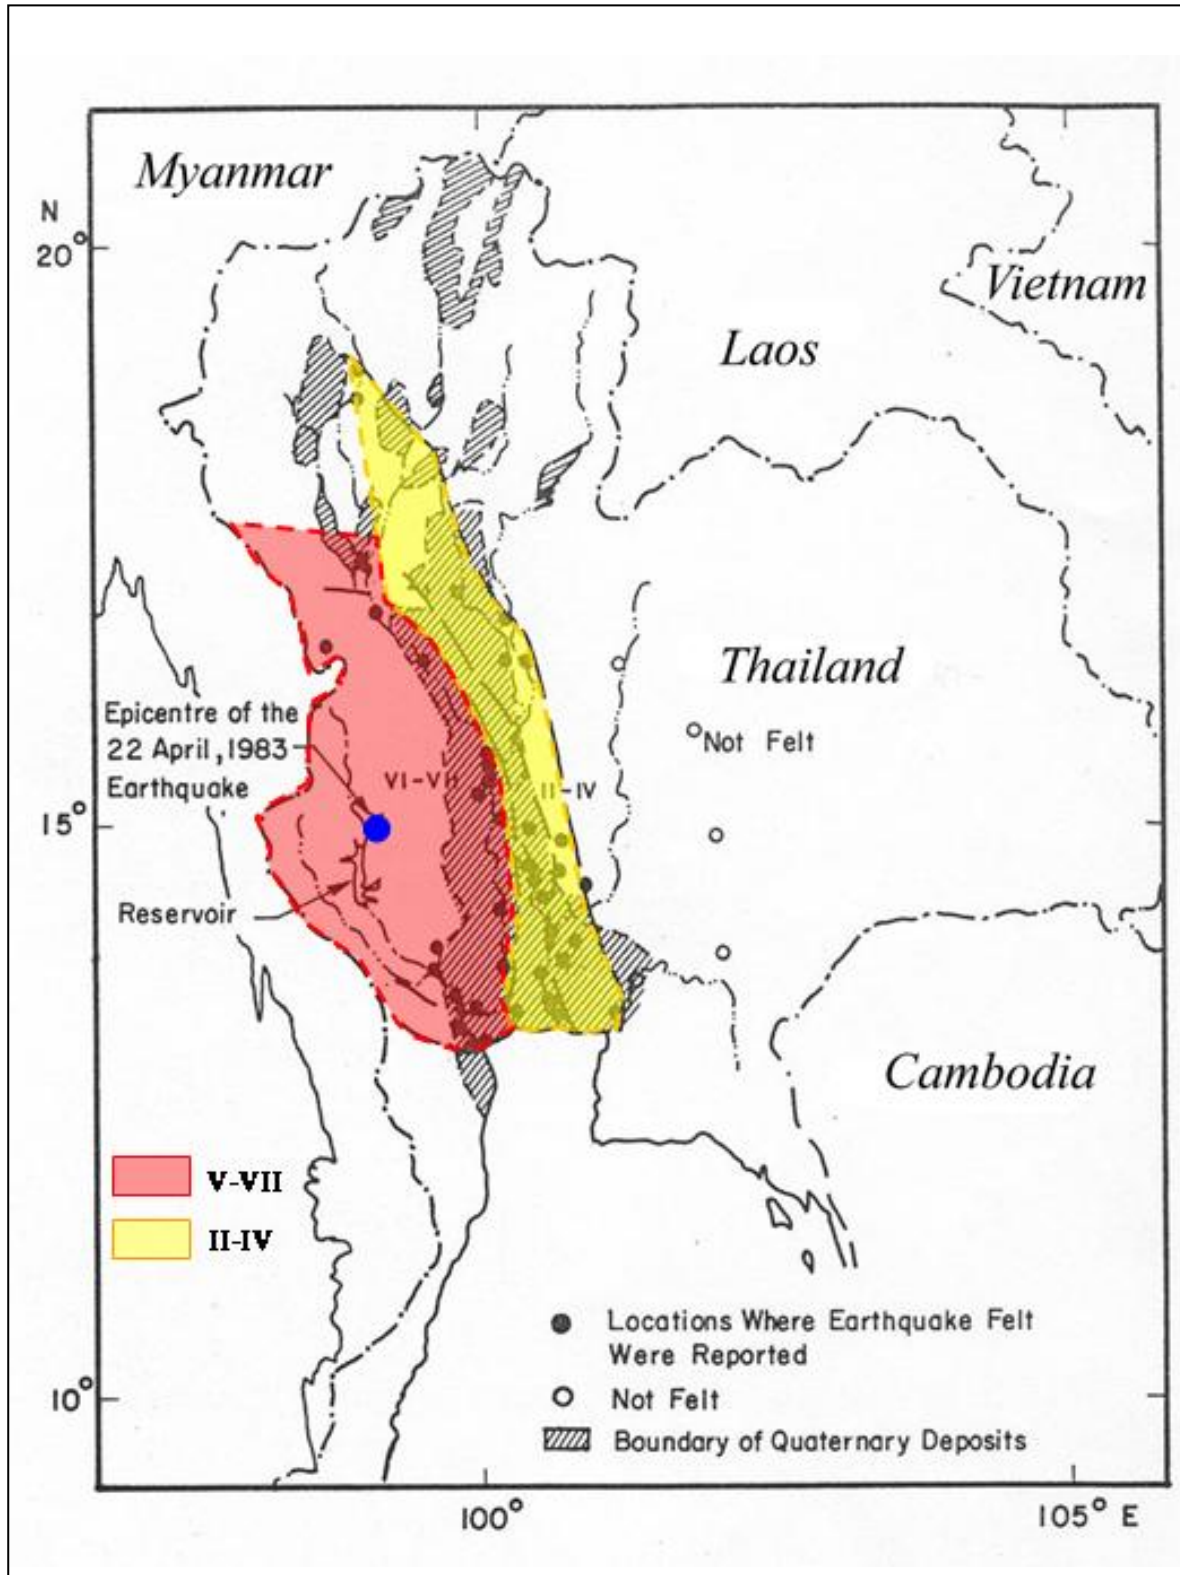 Myanmar
N
20°
Vietnam
Laos
Thailand
Epicentre of the
22 April, 1983
Earthquake
Not Felt
VI-VII
II-IV
15°
Reservoir
Cambodia
V-VII
II-IV
Locations Where Earthquake Felt
Were Reported
10°
Not Felt
Boundary of Quaternary Deposits
100°
105° E